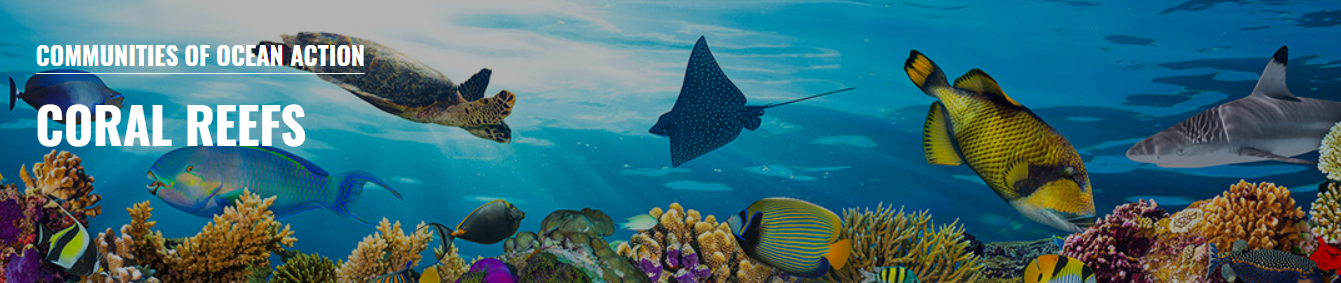 COMMUNITIES OF OCEAN ACTION
CORAL REEFS